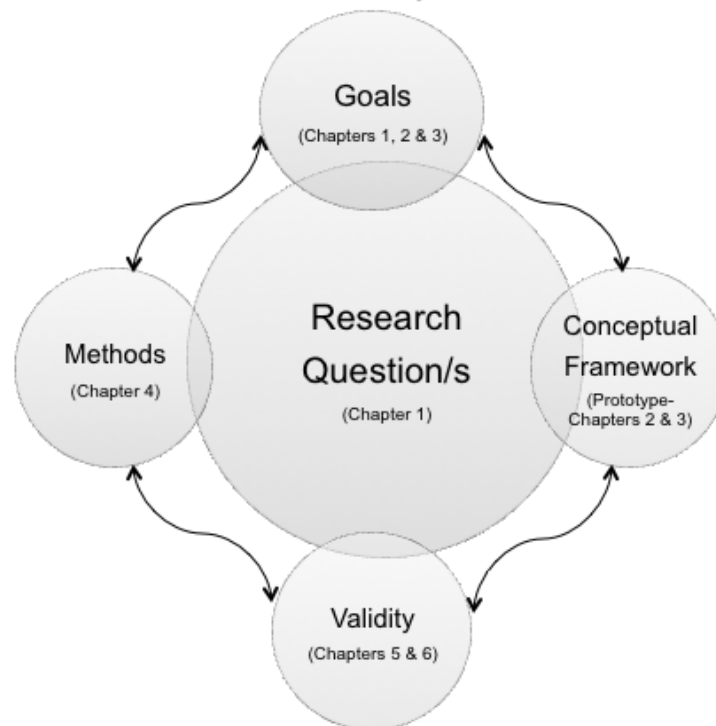 Goals
(Chapters 1, 2 & 3)
Research
Question/s
(Chapter 1)
Methods
(Chapter 4)
Conceptual
Framework
(Prototype-
Chapters 2 & 3)
Validity
(Chapters 5 & 6)